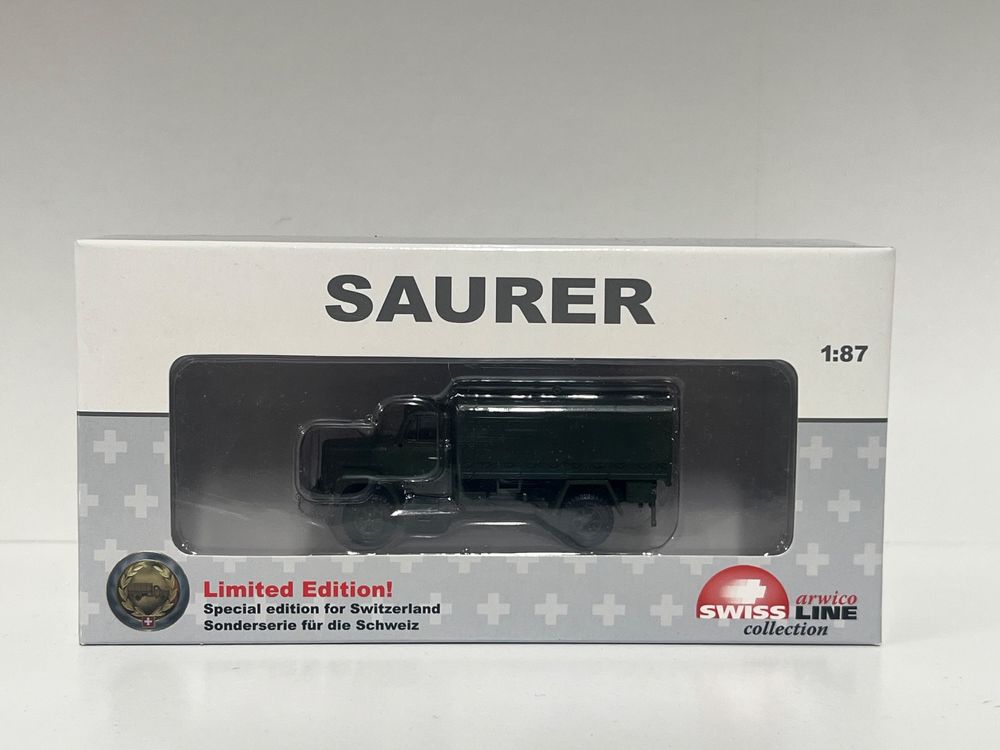 SAURER
1:87
Limited Edition!
Special edition for Switzerland
Sonderserie für die Schweiz
arwico
SWISS LINE
collection